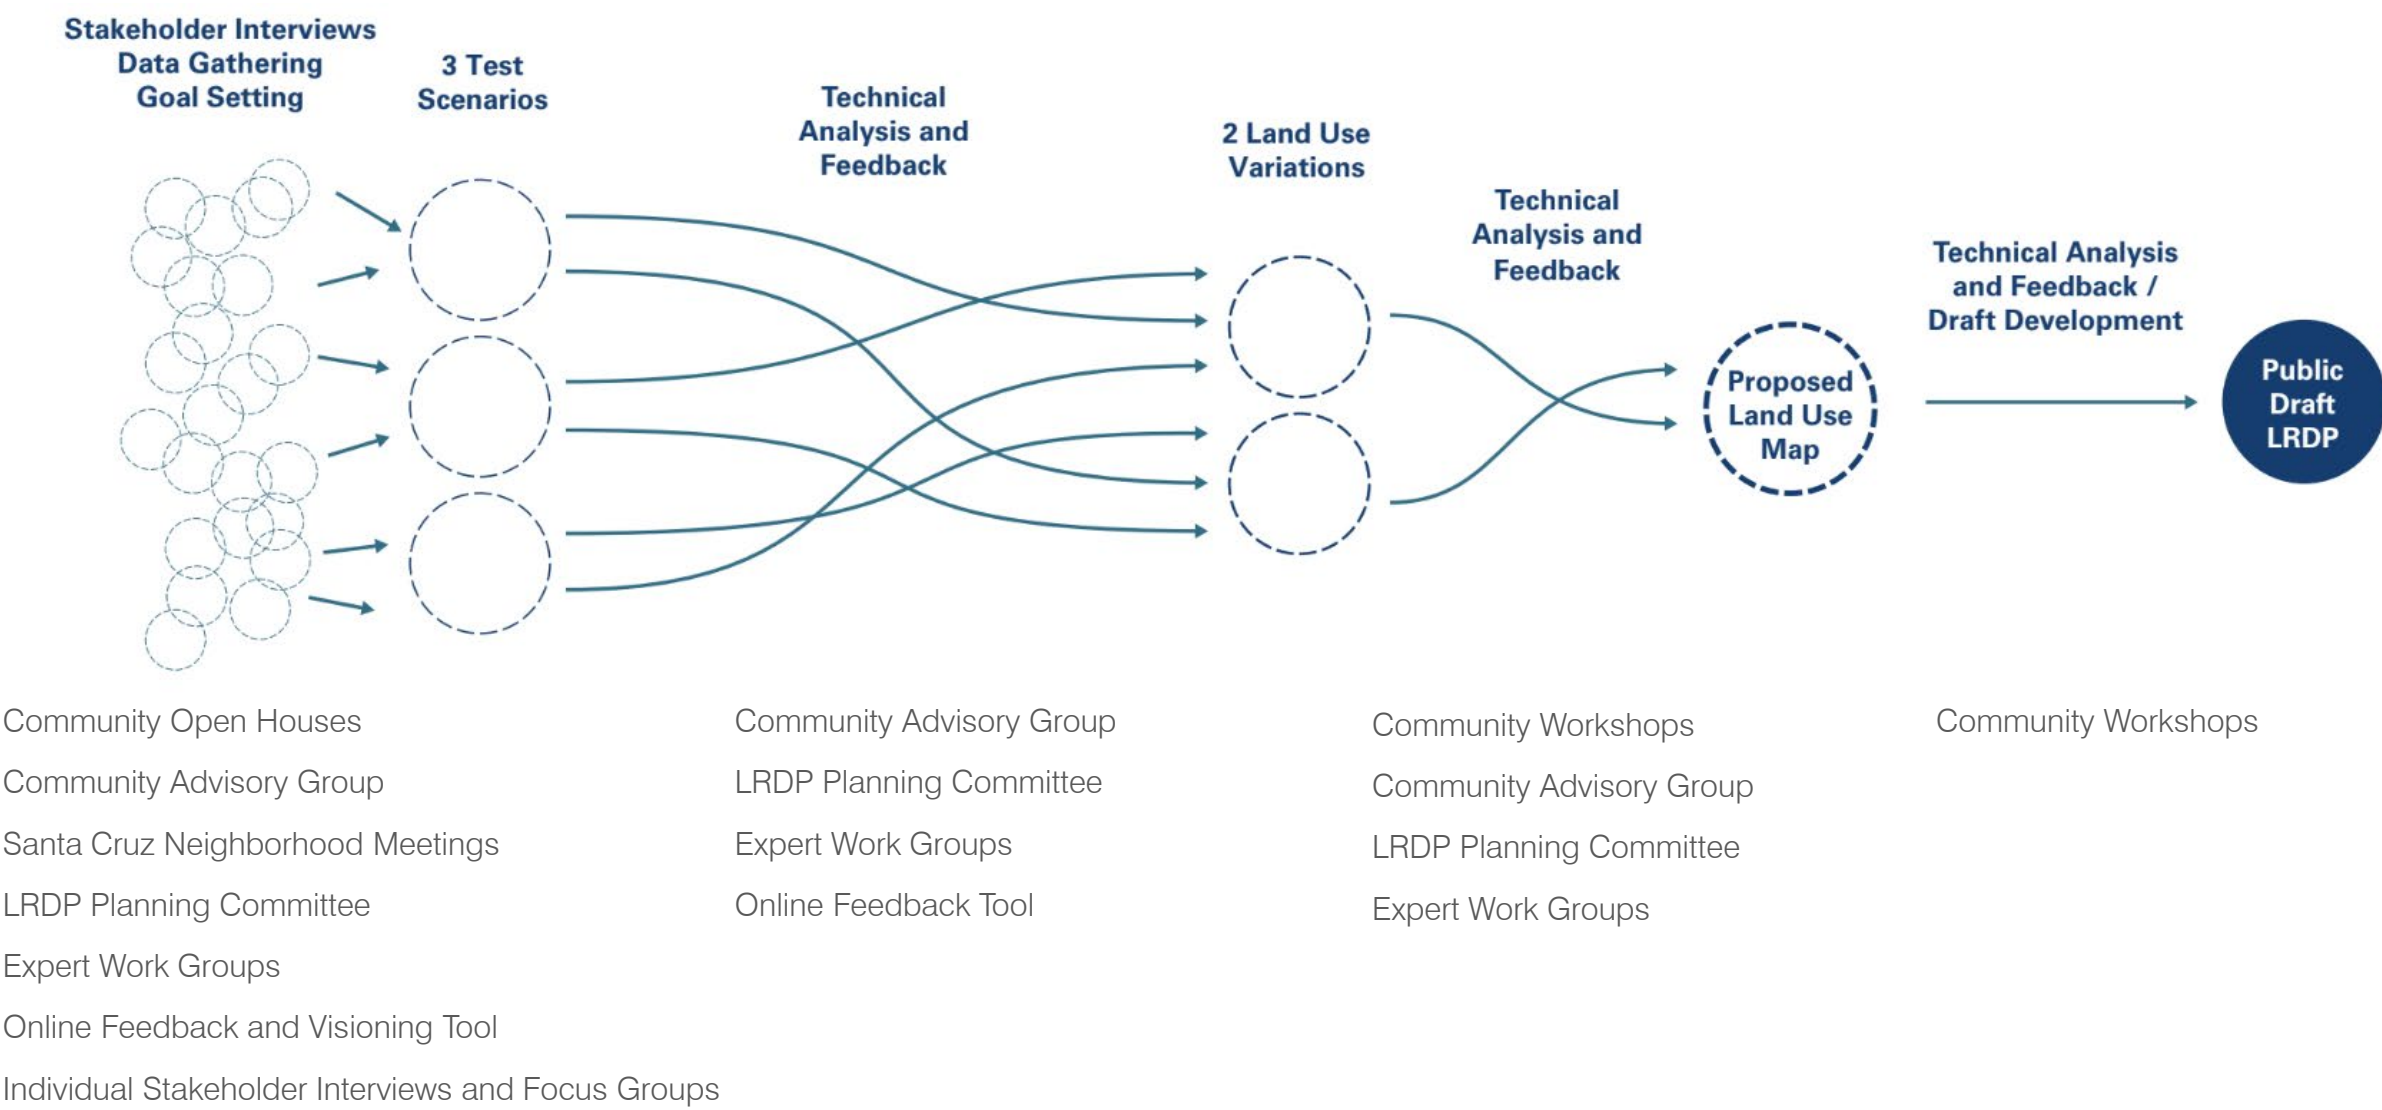 Stakeholder Interviews
Data Gathering
Goal Setting
3 Test
Scenarios
Technical
Analysis and
Feedback
2 Land Use
Variations
Technical
Analysis and
Feedback
Proposed
Land Use
Map
Technical Analysis
and Feedback /
Draft Development
Public
Draft
LRDP
Community Open Houses
Community Advisory Group
Santa Cruz Neighborhood Meetings
LRDP Planning Committee
Expert Work Groups
Online Feedback and Visioning Tool
Individual Stakeholder Interviews and Focus Groups
Community Advisory Group
LRDP Planning Committee
Expert Work Groups
Online Feedback Tool
Community Workshops
Community Advisory Group
LRDP Planning Committee
Expert Work Groups
Community Workshops